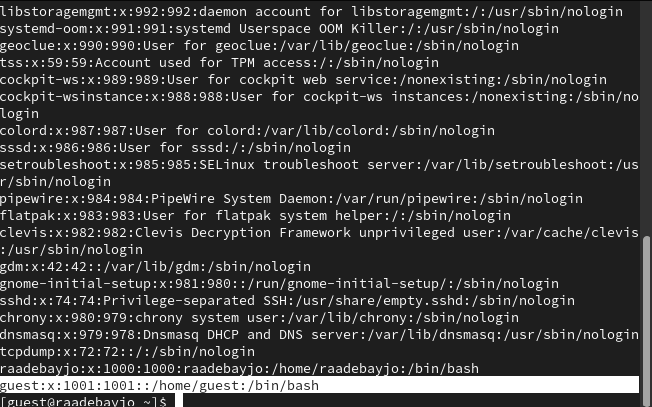 libstoragemgmt:x:992:992:daemon account for libstoragemgmt:/:/usr/sbin/nologin
systemd-oom:x:991:991:systemd Userspace OOM Killer:/:/usr/sbin/nologin
geoclue:x:990:990:User for geoclue:/var/lib/geoclue:/sbin/nologin
tss:x:59:59:Account used for TPM access:/:/sbin/nologin
cockpit-ws:x:989:989:User for cockpit web service:/nonexisting:/sbin/nologin
cockpit-wsinstance:x:988:988:User for cockpit-ws instances:/nonexisting:/sbin/no
login
colord:x:987:987:User for colord:/var/lib/colord:/sbin/nologin
sssd:x:986:986:User for sssd:/:/sbin/nologin
setroubleshoot:x:985:985:SELinux troubleshoot server:/var/lib/setroubleshoot:/us
r/sbin/nologin
pipewire:x:984:984:PipeWire System Daemon:/var/run/pipewire:/sbin/nologin
flatpak:x:983:983:User for flatpak system helper:/:/sbin/nologin
clevis:x:982:982:Clevis Decryption Framework unprivileged user:/var/cache/clevis
:/usr/sbin/nologin
gdm:x:42:42::/var/lib/gdm:/sbin/nologin
gnome-initial-setup:x:981:980::/run/gnome-initial-setup/:/sbin/nologin
sshd:x:74:74:Privilege-separated SSH:/usr/share/empty.sshd:/sbin/nologin
chrony:x:980:979:chrony system user:/var/lib/chrony:/sbin/nologin
dnsmasq:x:979:978:Dnsmasq DHCP and DNS server:/var/lib/dnsmasq:/usr/sbin/nologin
tcpdump:x:72:72::/:/sbin/nologin
raadebayjo:x:1000:1000:raadebayjo:/home/raadebayjo:/bin/bash
guest:x:1001:1001::/home/guest:/bin/bash
[guest@raadebayjo ~]$